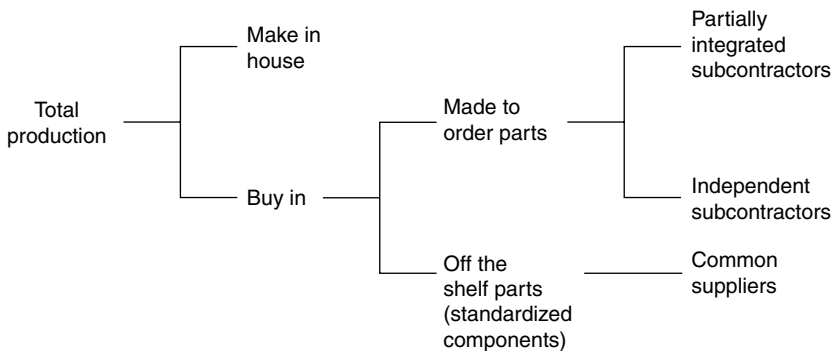 Total
production
Make in
house
Buy in
Made to
order parts
Off the
shelf parts
(standardized
components)
Partially
integrated
subcontractors
Independent
subcontractors
Common
suppliers